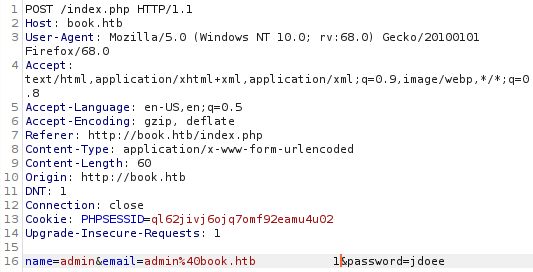 1 POST /index.php HTTP/1.1
2 Host: book.htb
3 User-Agent: Mozilla/5.0 (Windows NT 10.0; rv:68.0) Gecko/20100101
Firefox/68.0
4 Accept:
text/html,application/xhtml+xml,application/xml;q=0.9,image/webp,*/*;q=0
.8
5 Accept-Language: en-US,en;q=0.5
6 Accept-Encoding: gzip, deflate
7 Referer: http://book.htb/index.php
8 Content-Type: application/x-www-form-urlencoded
9 Content-Length: 60
10 Origin: http://book.htb
11 DNT: 1
12 Connection: close
13 Cookie: PHPSESSID=ql62jivj6ojq7omf92eamu4u02
14 Upgrade-Insecure-Requests: 1
15
16 name=admin&email=admin%40book.htb           1&password=jdoee